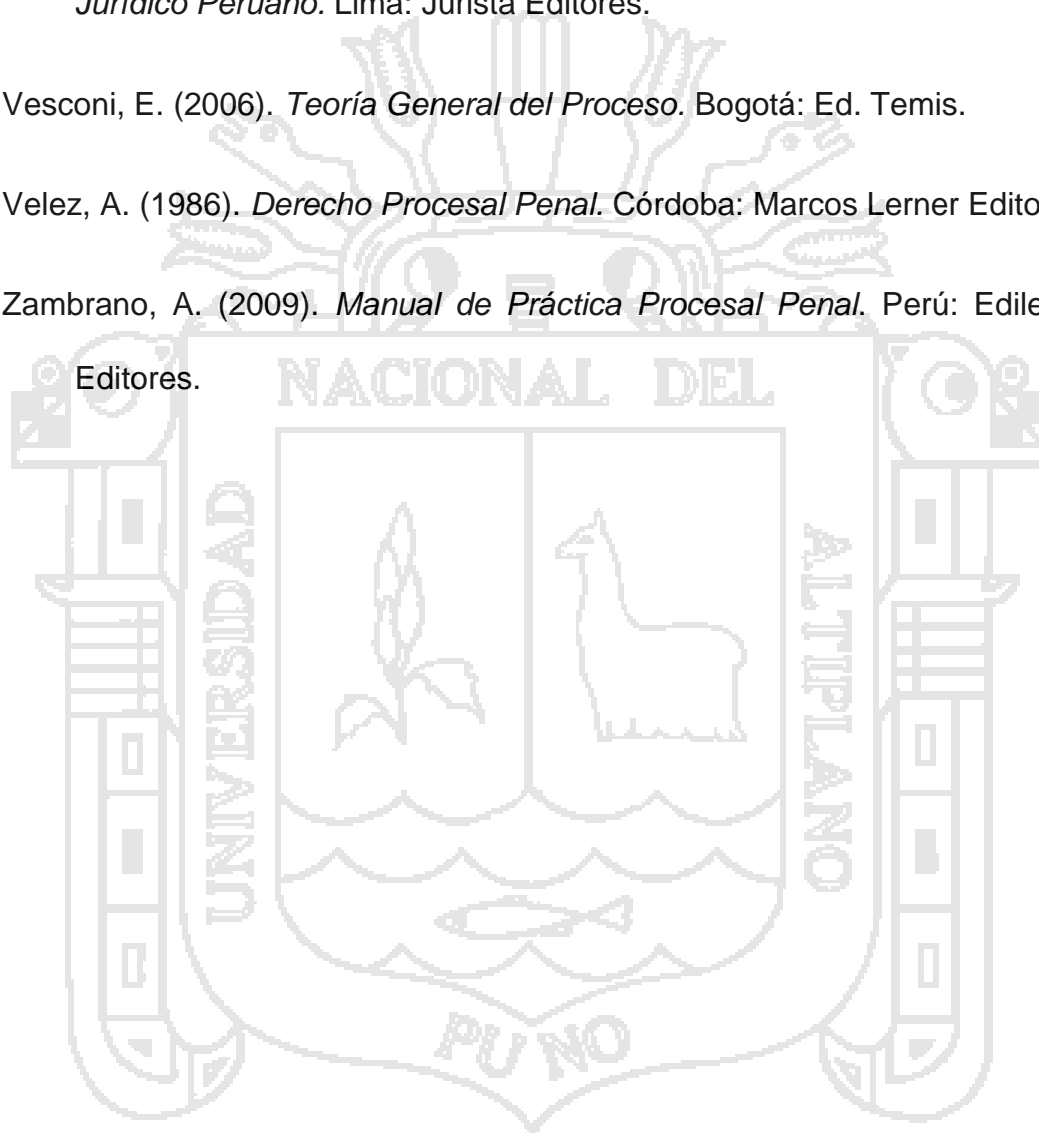 Jurídico Peruano. Lima: Jurista Editores.
Vesconi, E. (2006). Teoría General del Proceso. Bogotá: Ed. Temis.
Velez, A. (1986). Derecho Procesal Penal. Córdoba: Marcos Lerner Edito
Zambrano, A. (2009). Manual de Práctica Procesal Penal. Perú: Edile
Editores.
NACIONAL DEL
UNIVERSIDAD
ALTIPLANO
PUNO